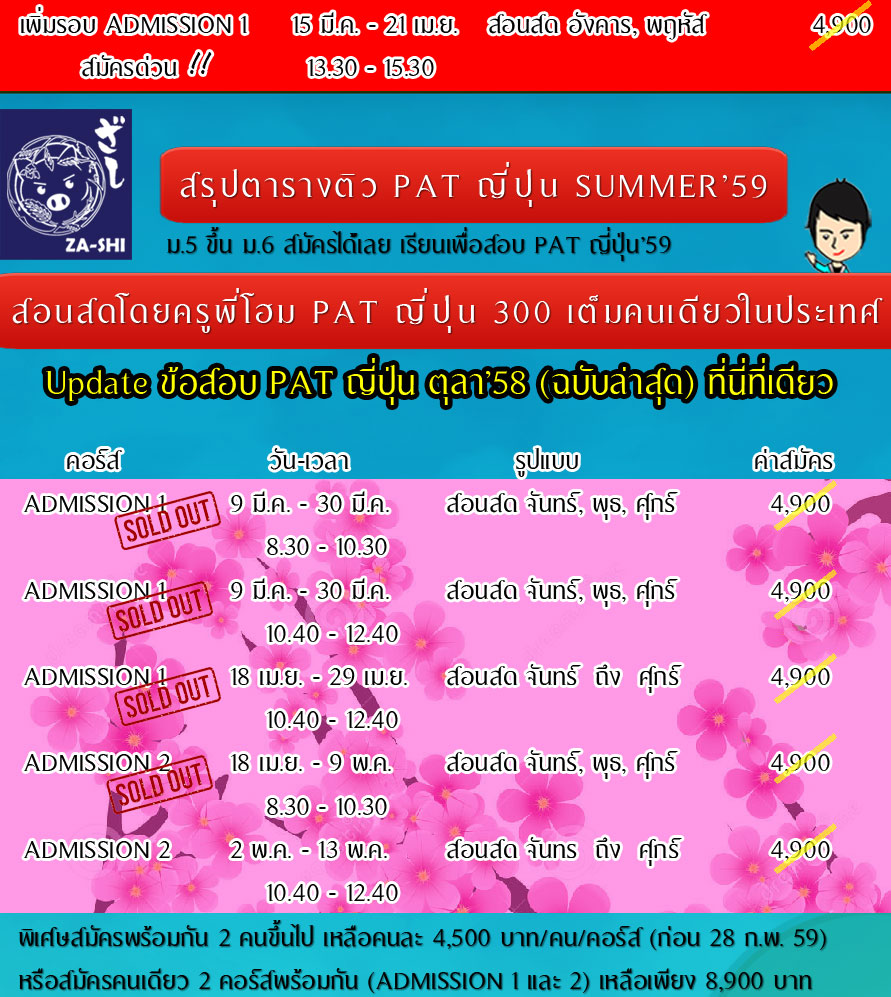 เพิ่มรอบ ADMISSION 1 15 มี.ค. - 21 เม.ย. สอนสด อังคาร, พฤหัส 4,900
สมัครด่วน !! 13.30 - 15.30
ざし
ZA-SHI
สรุปตารางติว PAT ญี่ปุ่น SUMMER'59
ม.5 ขึ้น ม.6 สมัครได้เลย เรียนเพื่อสอบ PAT ญี่ปุ่น'59
สอนสดโดยครูพี่โฮม PAT ญี่ปุ่น 300 เต็มคนเดียวในประเทศ
Update ข้อสอบ PAT ญี่ปุ่น ตุลา'58 (ฉบับล่าสุด) ที่นี่ที่เดียว
คอร์ส วัน-เวลา รูปแบบ ค่าสมัคร
ADMISSION 1 9 มี.ค. - 30 มี.ค. สอนสด จันทร์, พุธ, ศุกร์ 4,900
SOLD OUT
8.30 - 10.30
ADMISSION 1 9 มี.ค. - 30 มี.ค. สอนสด จันทร์, พุธ, ศุกร์ 4,900
SOLD OUT
10.40 - 12.40
ADMISSION 1 18 เม.ย. - 29 เม.ย. สอนสด จันทร์ ถึง ศุกร์ 4,900
SOLD OUT
10.40 - 12.40
ADMISSION 2 18 เม.ย. - 9 พ.ค. สอนสด จันทร์, พุธ, ศุกร์ 4,900
SOLD OUT
8.30 - 10.30
ADMISSION 2 2 พ.ค. - 13 พ.ค. สอนสด จันทร ถึง ศุกร์ 4,900
10.40 - 12.40
พิเศษสมัครพร้อมกัน 2 คนขึ้นไป เหลือคนละ 4,500 บาท/คน/คอร์ส (ก่อน 28 ก.พ. 59)
หรือสมัครคนเดียว 2 คอร์สพร้อมกัน (ADMISSION 1 และ 2) เหลือเพียง 8,900 บาท